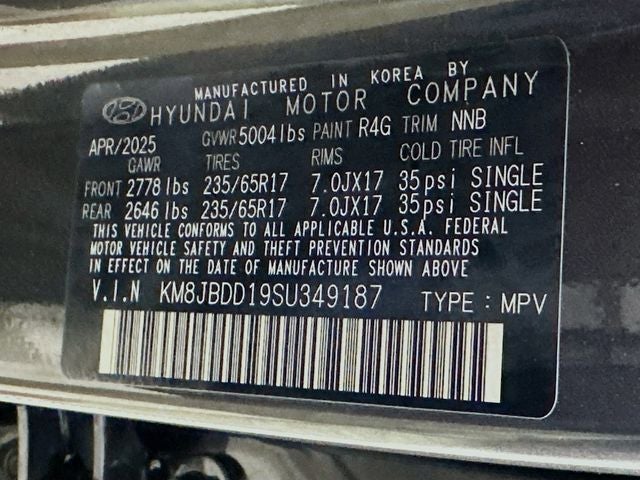 MANUFACTURED IN KOREA BY
HYUNDAI MOTOR COMPANY
APR/2025 GVWR 5004 lbs PAINT R4G TRIM NNB
GAWR TIRES RIMS COLD TIRE INFL
FRONT 2778 lbs 235/65R17 7.0JX17 35psi SINGLE
REAR 2646 lbs 235/65R17 7.0JX17 35psi SINGLE
THIS VEHICLE CONFORMS TO ALL APPLICABLE U.S.A. FEDERAL
MOTOR VEHICLE SAFETY AND THEFT PREVENTION STANDARDS
IN EFFECT ON THE DATE OF MANUFACTURE SHOWN ABOVE
V.I.N KM8JBDD19SU349187 TYPE : MPV